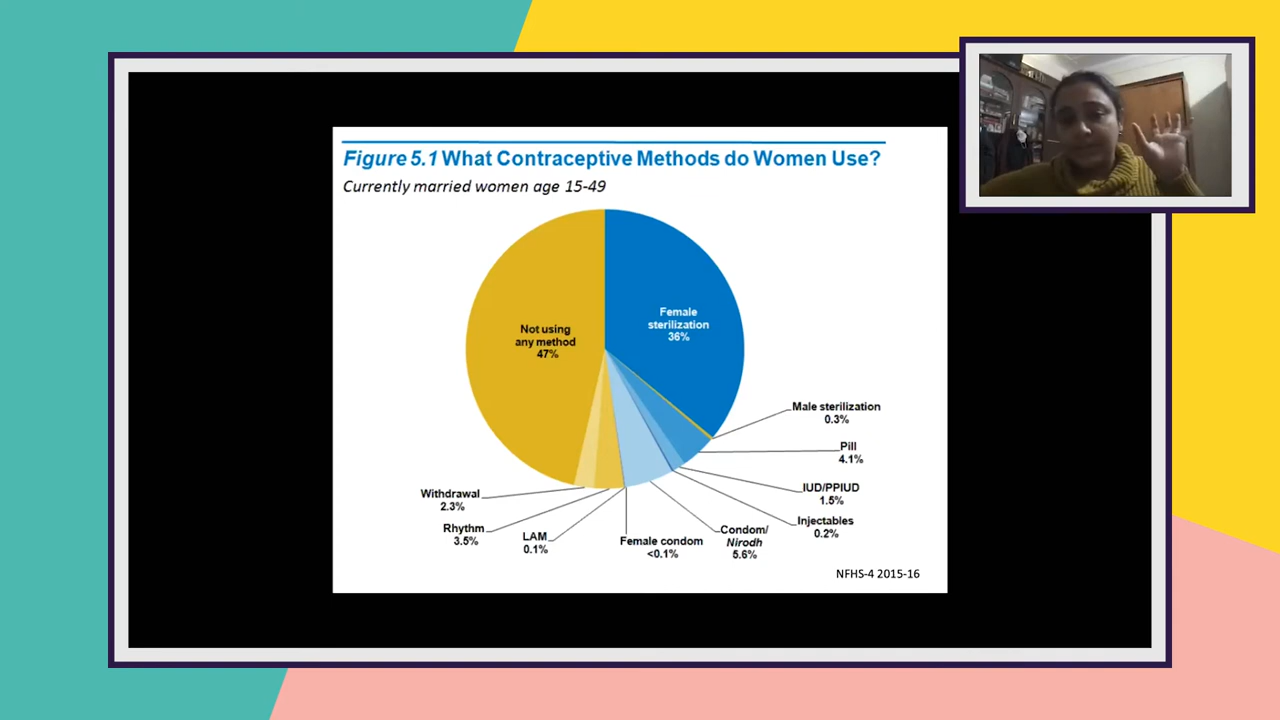 Figure 5.1 What Contraceptive Methods do Women Use?
Currently married women age 15-49
Not using
any method
47%
Female
sterilization
36%
Male sterilization
0.3%
Pill
4.1%
IUD/PPIUD
1.5%
Injectables
0.2%
Condom/
Nirodh
5.6%
Female condom
<0.1%
LAM
0.1%
Rhythm
3.5%
Withdrawal
2.3%
NFHS-4 2015-16